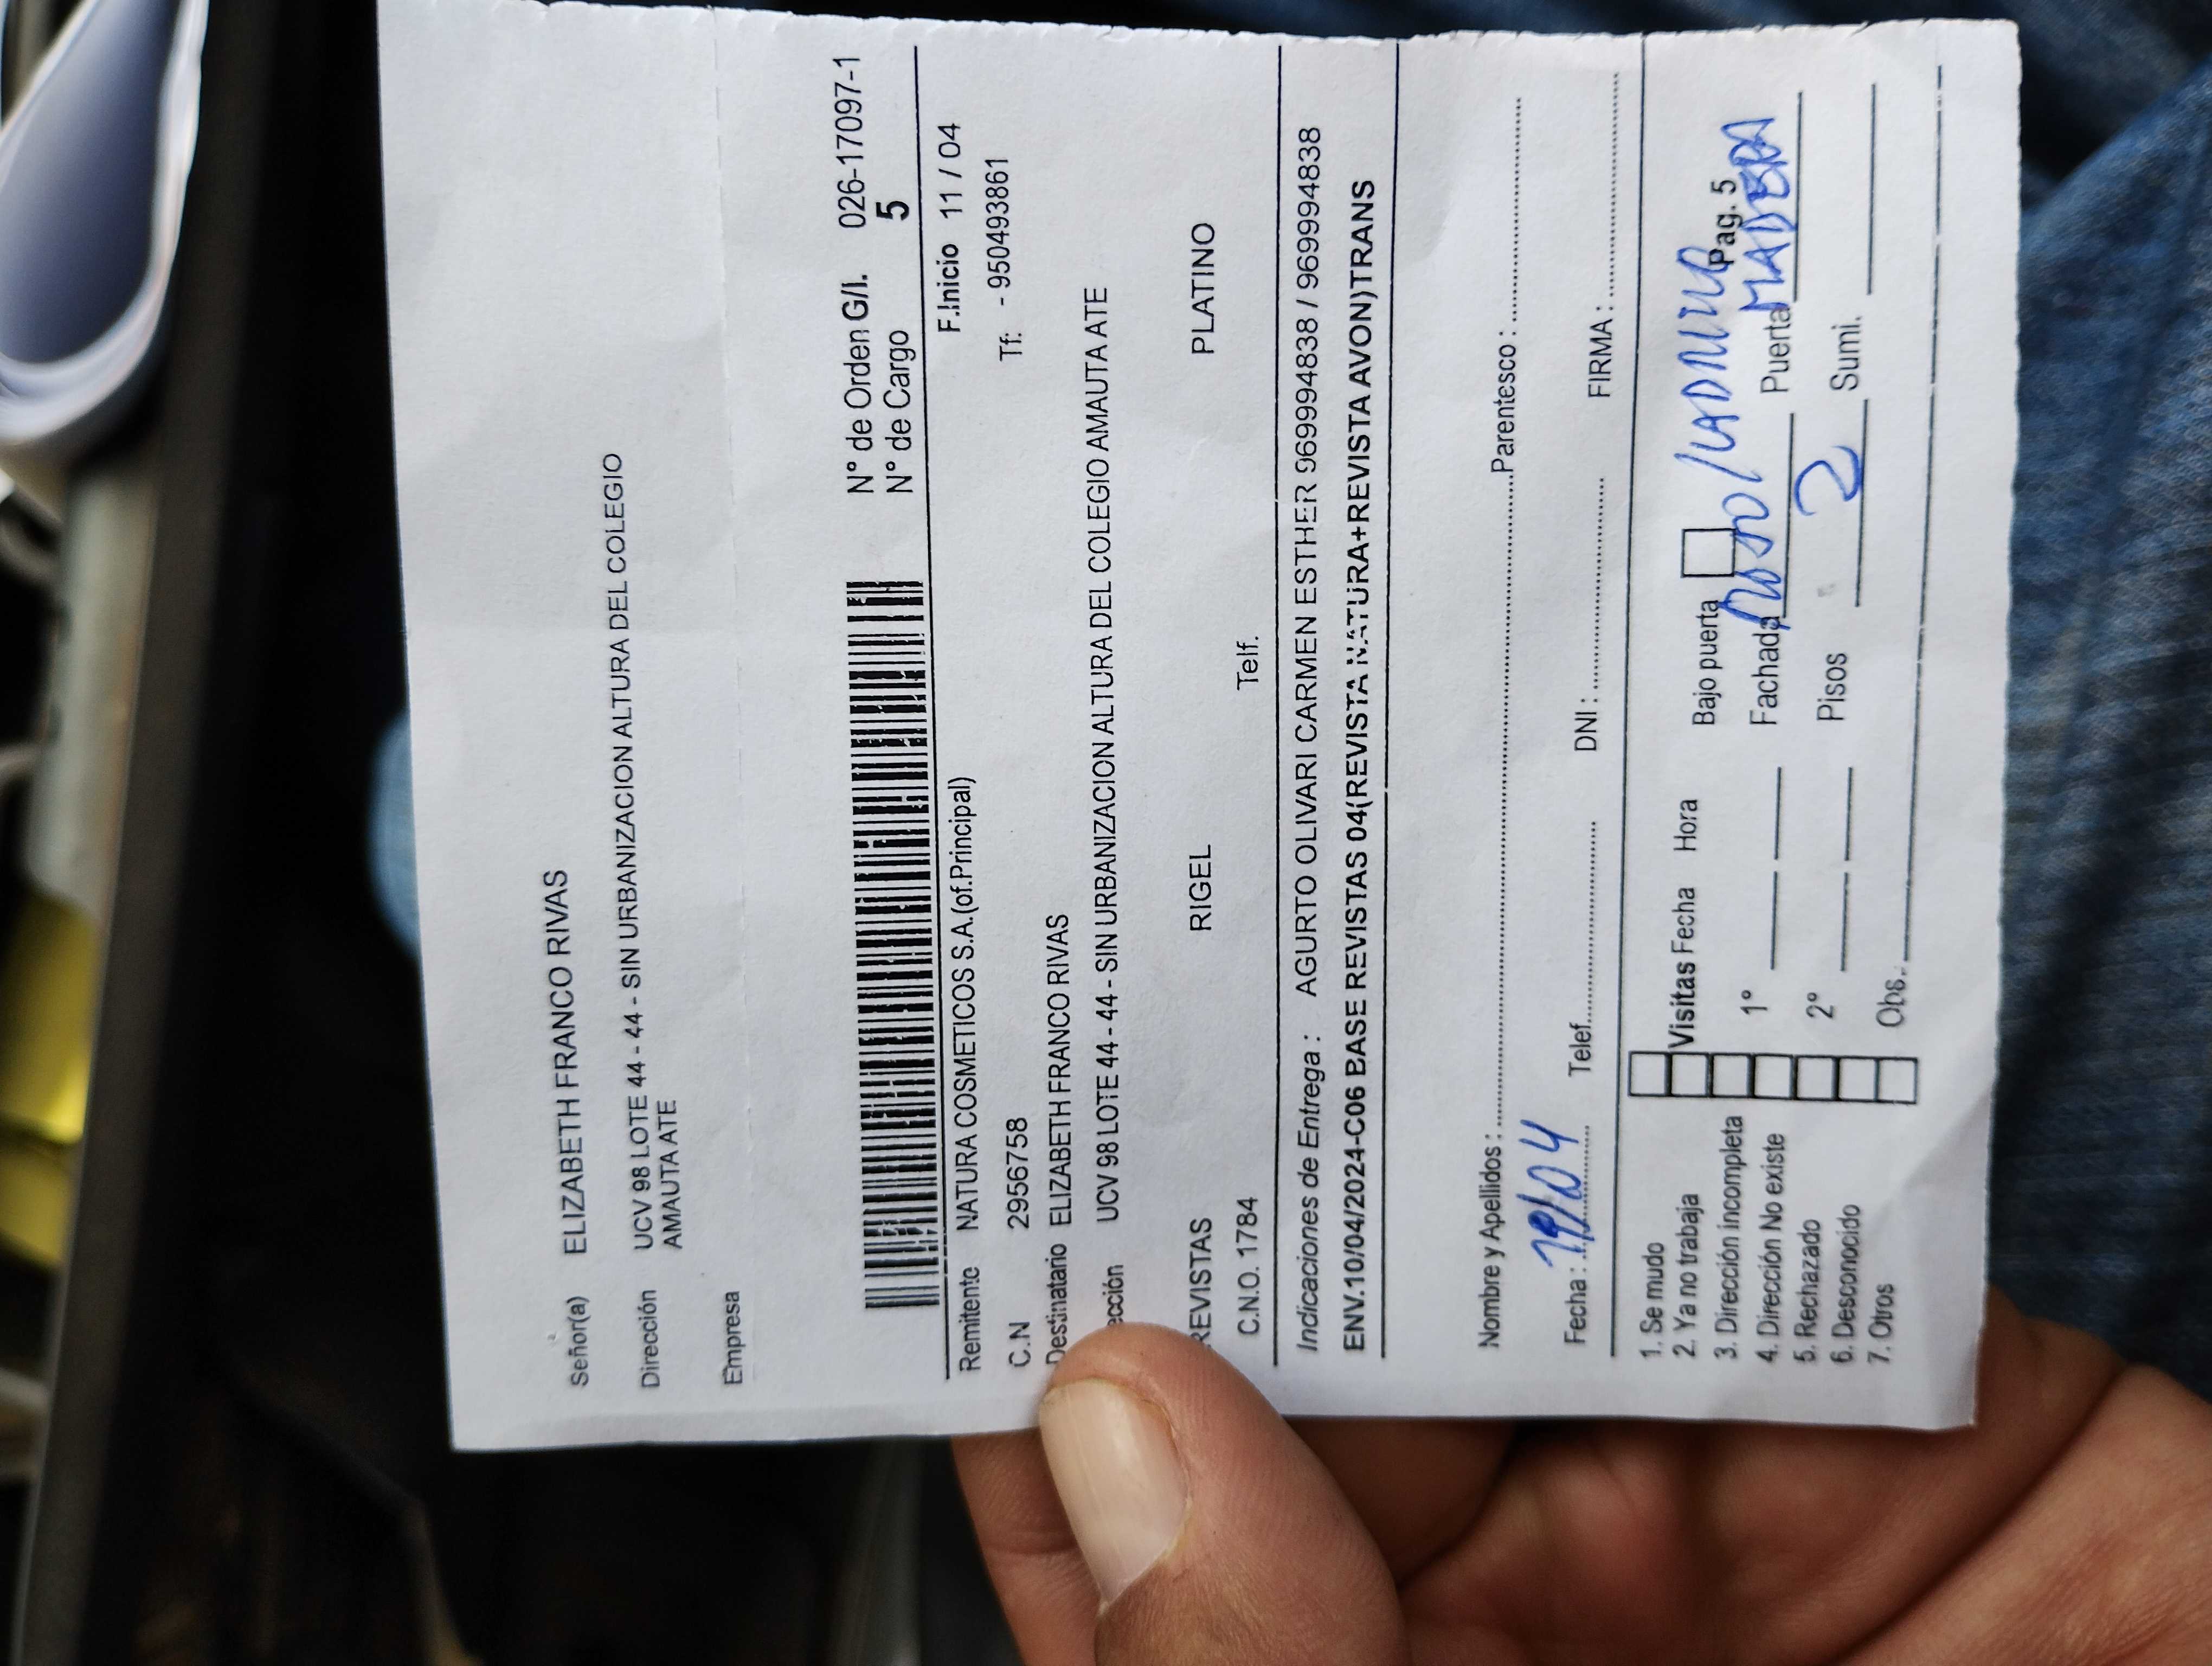 Señor(a) ELIZABETH FRANCO RIVAS
Dirección UCV 98 LOTE 44 - 44 - SIN URBANIZACION ALTURA DEL COLEGIO
AMAUTA ATE
Empresa
N° de Orden G/I. 026-17097-1
N° de Cargo 5
Remitente NATURA COSMETICOS S.A.(of.Principal) F.Inicio 11 / 04
C.N 2956758 Tf: - 950493861
Destinatario ELIZABETH FRANCO RIVAS
ección UCV 98 LOTE 44 - 44 - SIN URBANIZACION ALTURA DEL COLEGIO AMAUTA ATE
REVISTAS RIGEL PLATINO
C.N.O. 1784 Telf.
Indicaciones de Entrega : AGURTO OLIVARI CARMEN ESTHER 969994838 / 969994838
ENV.10/04/2024-C06 BASE REVISTAS 04(REVISTA NATURA+REVISTA AVON)TRANS
Nombre y Apellidos : Parentesco :
Fecha : 19/04 Telef. DNI : FIRMA :
1. Se mudo
2. Ya no trabaja Visitas Fecha Hora Bajo puerta Pag. 5
3. Dirección incompleta
4. Dirección No existe 1º Fachada Puerta MADERA
5. Rechazado
6. Desconocido 2º Pisos 2 Sumi.
7. Otros Obs.